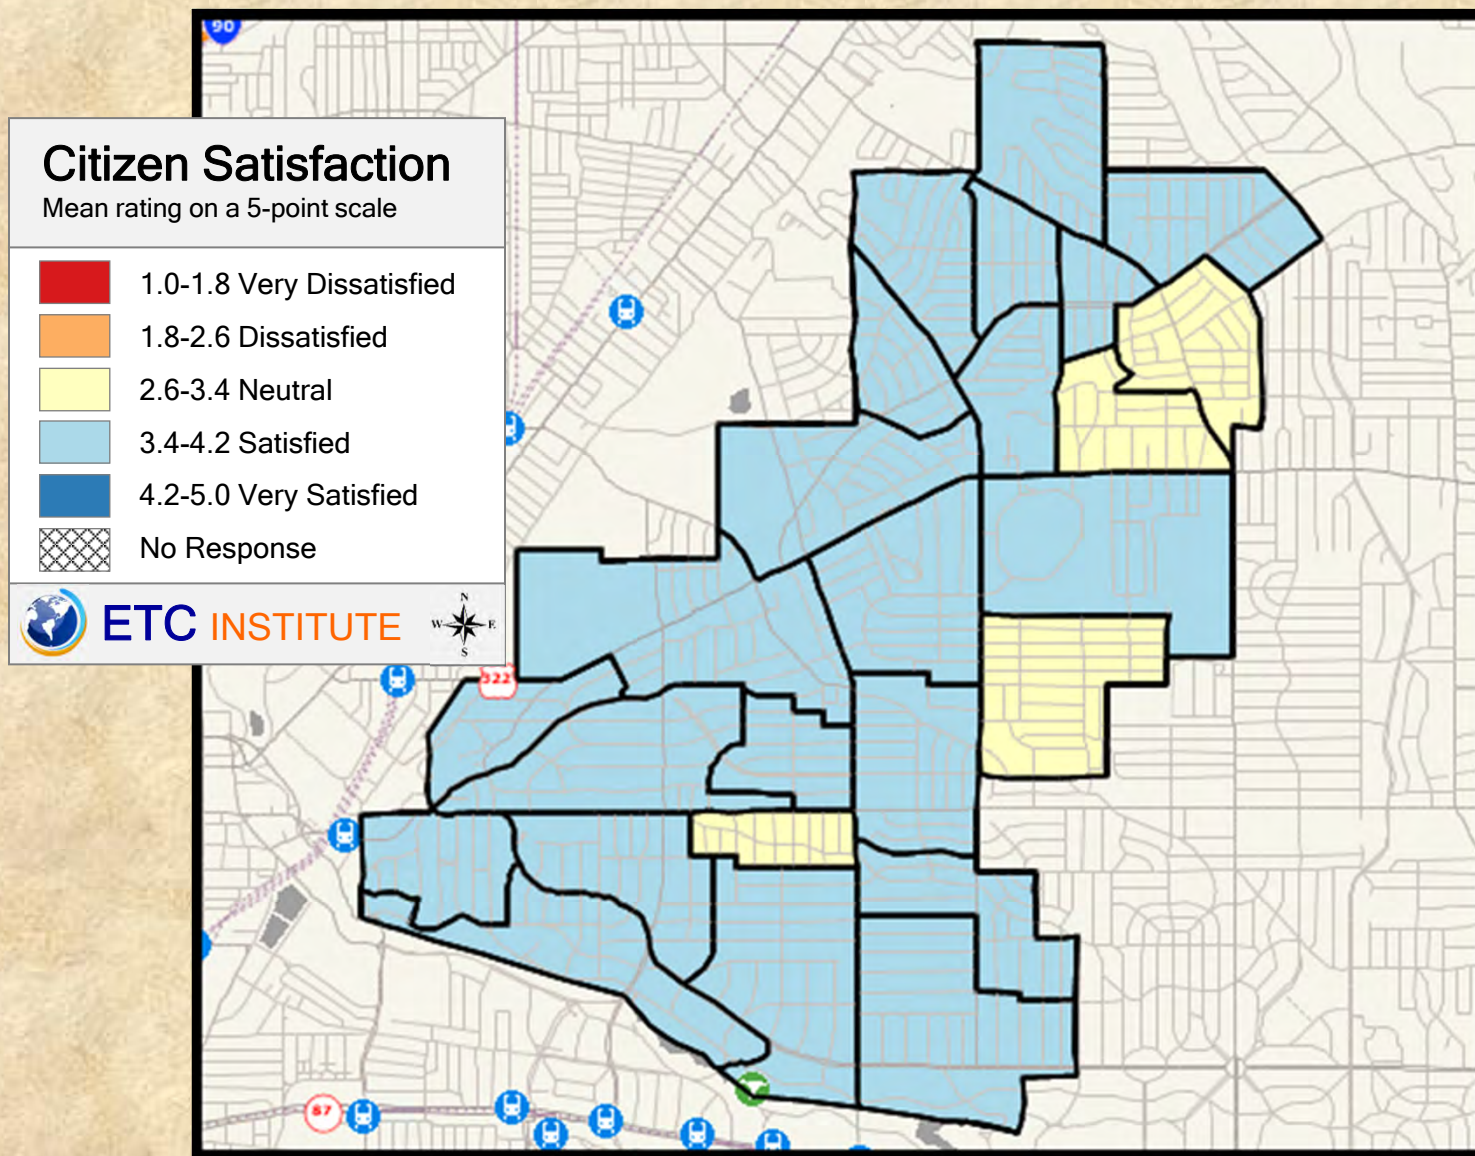 90
Citizen Satisfaction
Mean rating on a 5-point scale
1.0-1.8 Very Dissatisfied
1.8-2.6 Dissatisfied
2.6-3.4 Neutral
3.4-4.2 Satisfied
4.2-5.0 Very Satisfied
No Response
ETC INSTITUTE
N
W E
S
322
87